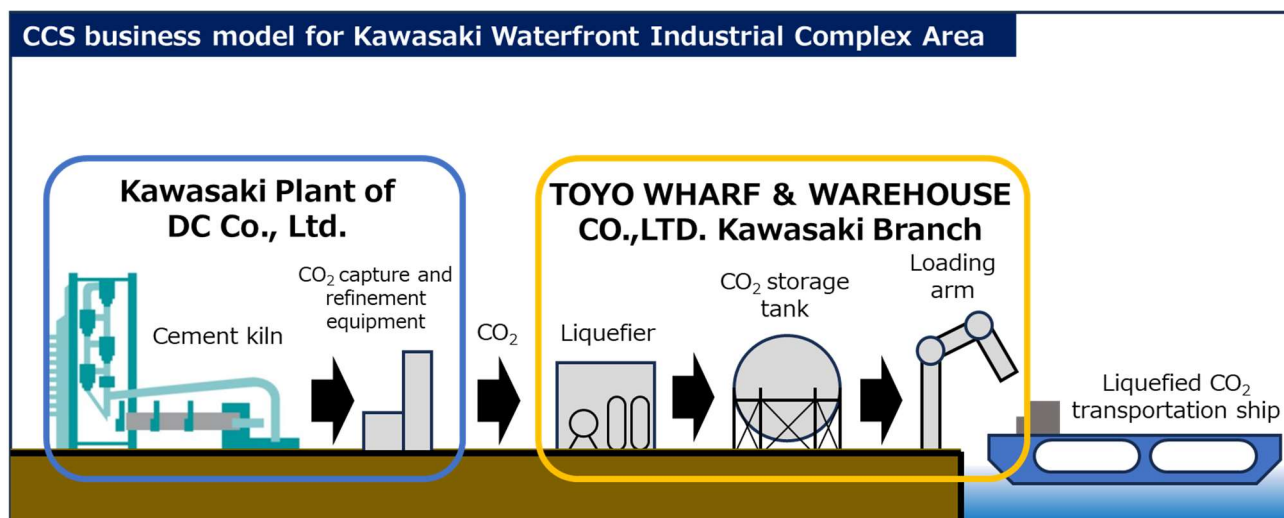 CCS business model for Kawasaki Waterfront Industrial Complex Area
Kawasaki Plant of
DC Co., Ltd.
Cement kiln
CO₂ capture and
refinement
equipment
CO₂
TOYO WHARF & WAREHOUSE
CO.,LTD. Kawasaki Branch
Liquefier
CO₂ storage
tank
Loading
arm
Liquefied CO₂
transportation ship